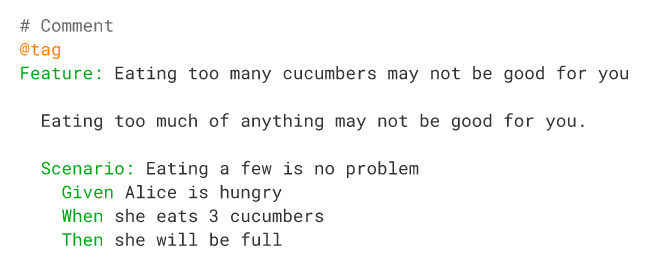 # Comment
@tag
Feature: Eating too many cucumbers may not be good for you
Eating too much of anything may not be good for you.
Scenario: Eating a few is no problem
Given Alice is hungry
When she eats 3 cucumbers
Then she will be full